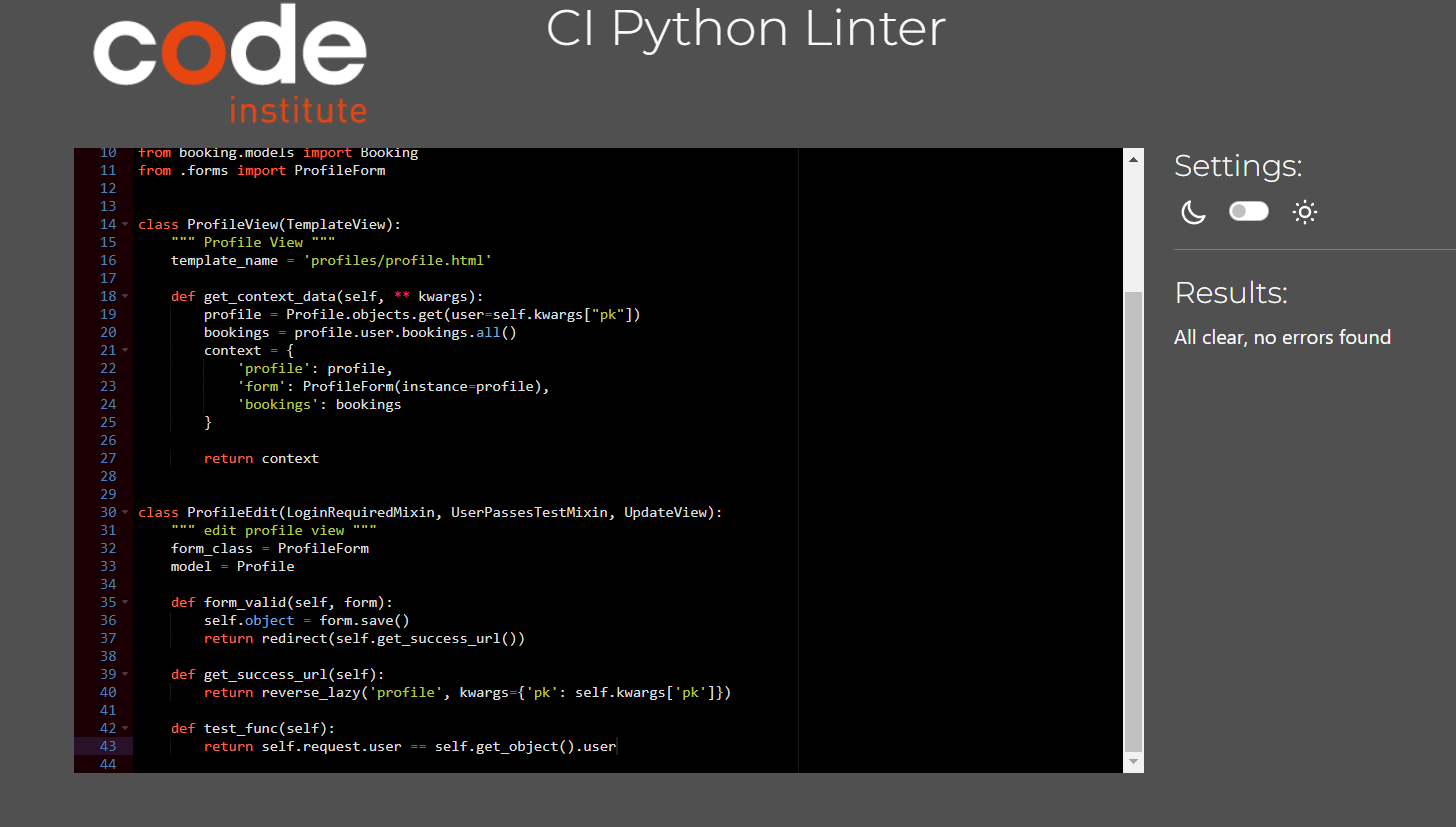 code
institute
CI Python Linter
10 from booking.models import Booking
11 from .forms import ProfileForm
12
13
14 class ProfileView(TemplateView):
15     """ Profile View """
16     template_name = 'profiles/profile.html'
17
18     def get_context_data(self, ** kwargs):
19         profile = Profile.objects.get(user=self.kwargs["pk"])
20         bookings = profile.user.bookings.all()
21         context = {
22             'profile': profile,
23             'form': ProfileForm(instance=profile),
24             'bookings': bookings
25         }
26
27         return context
28
29
30 class ProfileEdit(LoginRequiredMixin, UserPassesTestMixin, UpdateView):
31     """ edit profile view """
32     form_class = ProfileForm
33     model = Profile
34
35     def form_valid(self, form):
36         self.object = form.save()
37         return redirect(self.get_success_url())
38
39     def get_success_url(self):
40         return reverse_lazy('profile', kwargs={'pk': self.kwargs['pk']})
41
42     def test_func(self):
43         return self.request.user == self.get_object().user
44
Settings:
Results:
All clear, no errors found